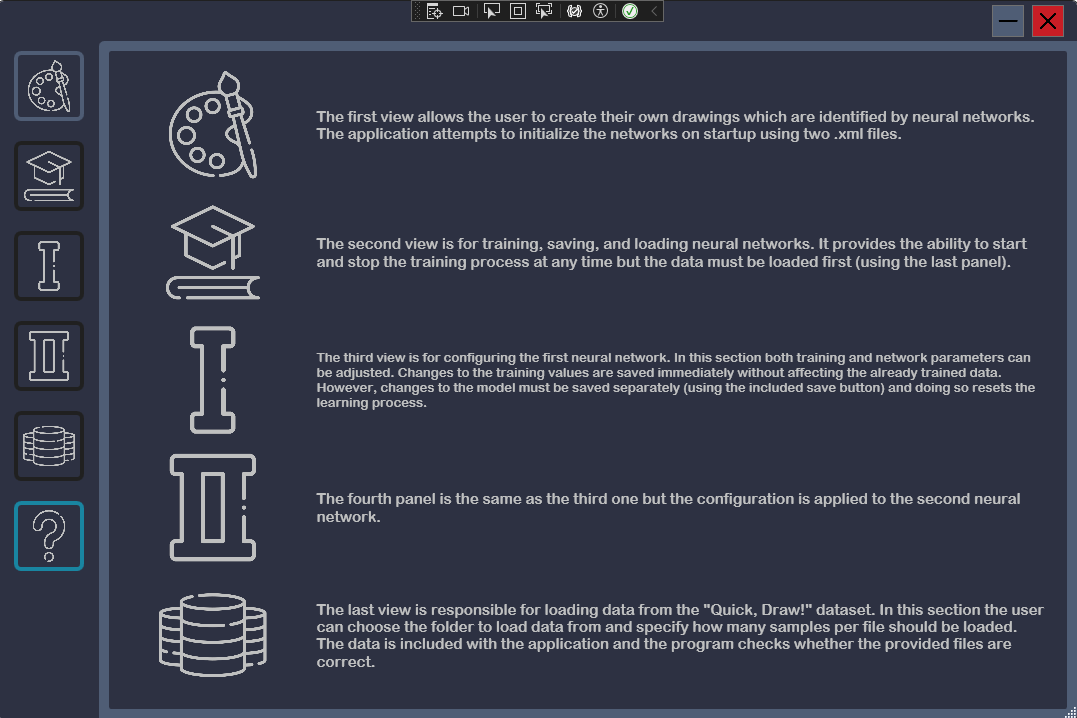 The first view allows the user to create their own drawings which are identified by neural networks.
The application attempts to initialize the networks on startup using two .xml files.
The second view is for training, saving, and loading neural networks. It provides the ability to start
and stop the training process at any time but the data must be loaded first (using the last panel).
The third view is for configuring the first neural network. In this section both training and network parameters can
be adjusted. Changes to the training values are saved immediately without affecting the already trained data.
However, changes to the model must be saved separately (using the included save button) and doing so resets the
learning process.
The fourth panel is the same as the third one but the configuration is applied to the second neural
network.
The last view is responsible for loading data from the "Quick, Draw!" dataset. In this section the user
can choose the folder to load data from and specify how many samples per file should be loaded.
The data is included with the application and the program checks whether the provided files are
correct.